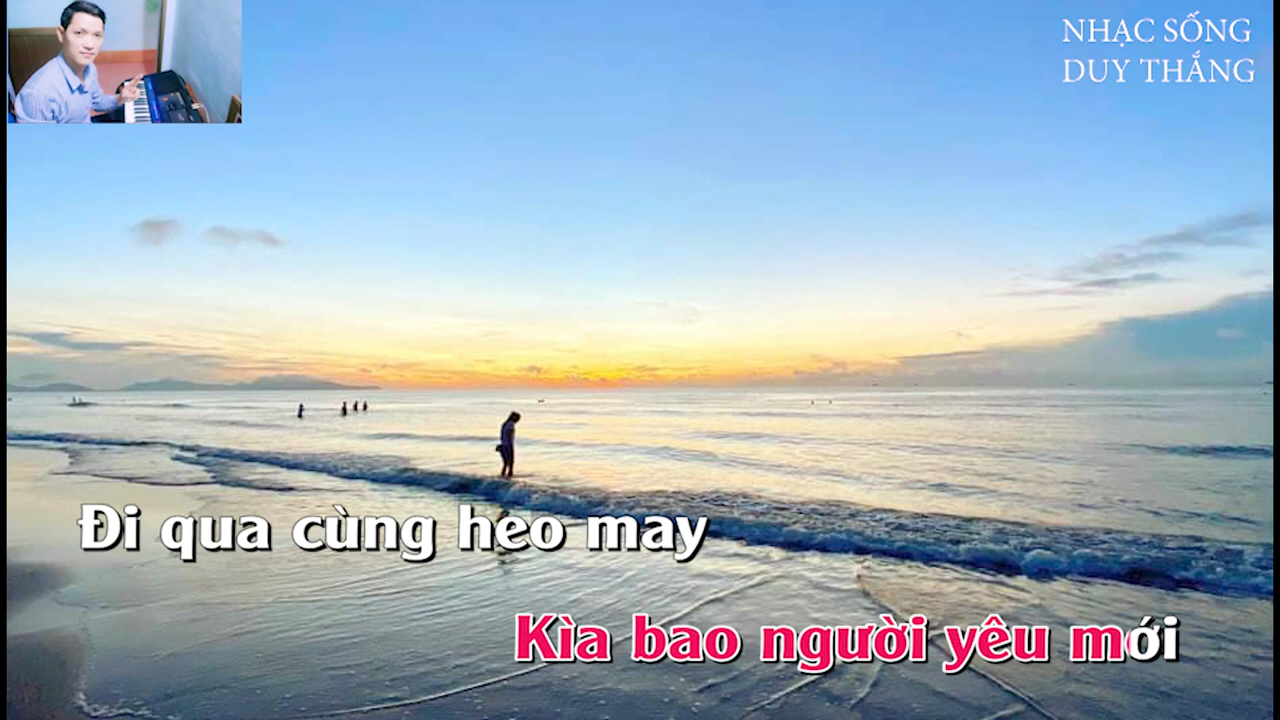 NHẠC SỐNG
DUY THẮNG
Đi qua cùng heo may
Kìa bao người yêu mới